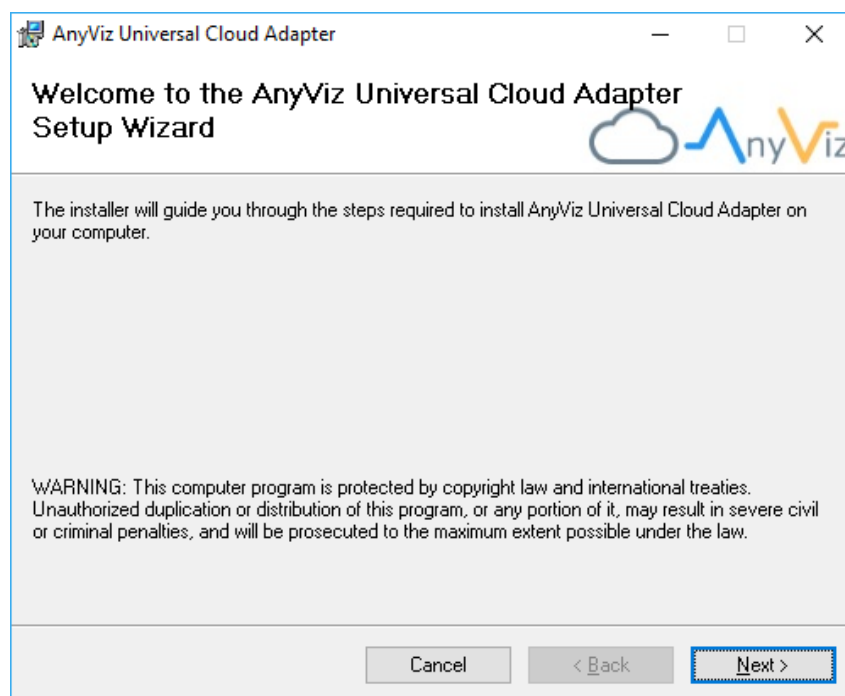 AnyViz Universal Cloud Adapter
Welcome to the AnyViz Universal Cloud Adapter
Setup Wizard
AnyViz
The installer will guide you through the steps required to install AnyViz Universal Cloud Adapter on
your computer.
WARNING: This computer program is protected by copyright law and international treaties.
Unauthorized duplication or distribution of this program, or any portion of it, may result in severe civil
or criminal penalties, and will be prosecuted to the maximum extent possible under the law.
Cancel
< Back
Next >